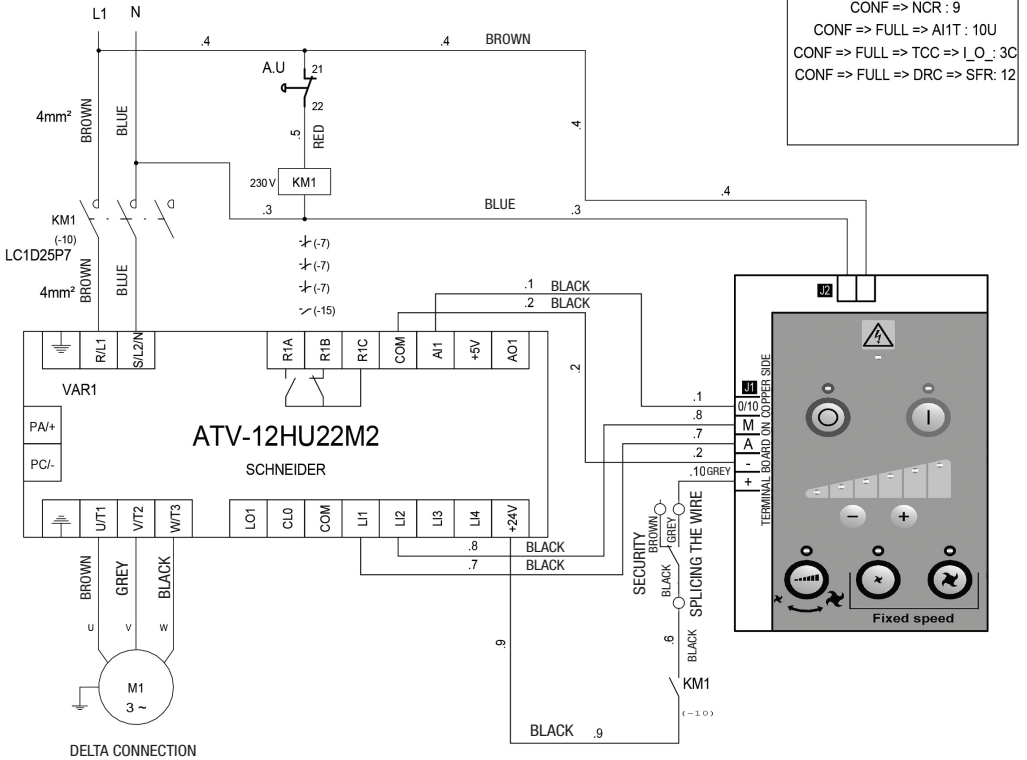 CONF => NCR : 9
CONF => FULL => AI1T : 10U
CONF => FULL => TCC => I_O_: 3C
CONF => FULL => DRC => SFR: 12
L1
N
.4
.4
BROWN
A.U
21
22
4mm²
BROWN
BLUE
.5
RED
.4
230 V
KM1
.4
.3
BLUE
.3
KM1
(-10)
LC1D25P7
4mm²
BROWN
BLUE
(-7)
(-7)
(-7)
(-15)
.1
BLACK
.2
BLACK
J2
R/L1
S/L2/N
R1A
R1B
R1C
COM
AI1
+5V
AO1
VAR1
PA/+
PC/-
ATV-12HU22M2
SCHNEIDER
.2
.1
.8
.7
.2
.10
GREY
J1
0/10
M
A
-
+
TERMINAL BOARD ON COPPER SIDE
U/T1
V/T2
W/T3
LO1
CL0
COM
LI1
LI2
LI3
LI4
+24V
.8
BLACK
.7
BLACK
SECURITY
BROWN
GREY
BLACK
SPLICING THE WIRE
Fixed speed
BROWN
GREY
BLACK
U
V
W
.9
.6
BLACK
KM1
(-10)
M1
3 ~
BLACK
.9
DELTA CONNECTION